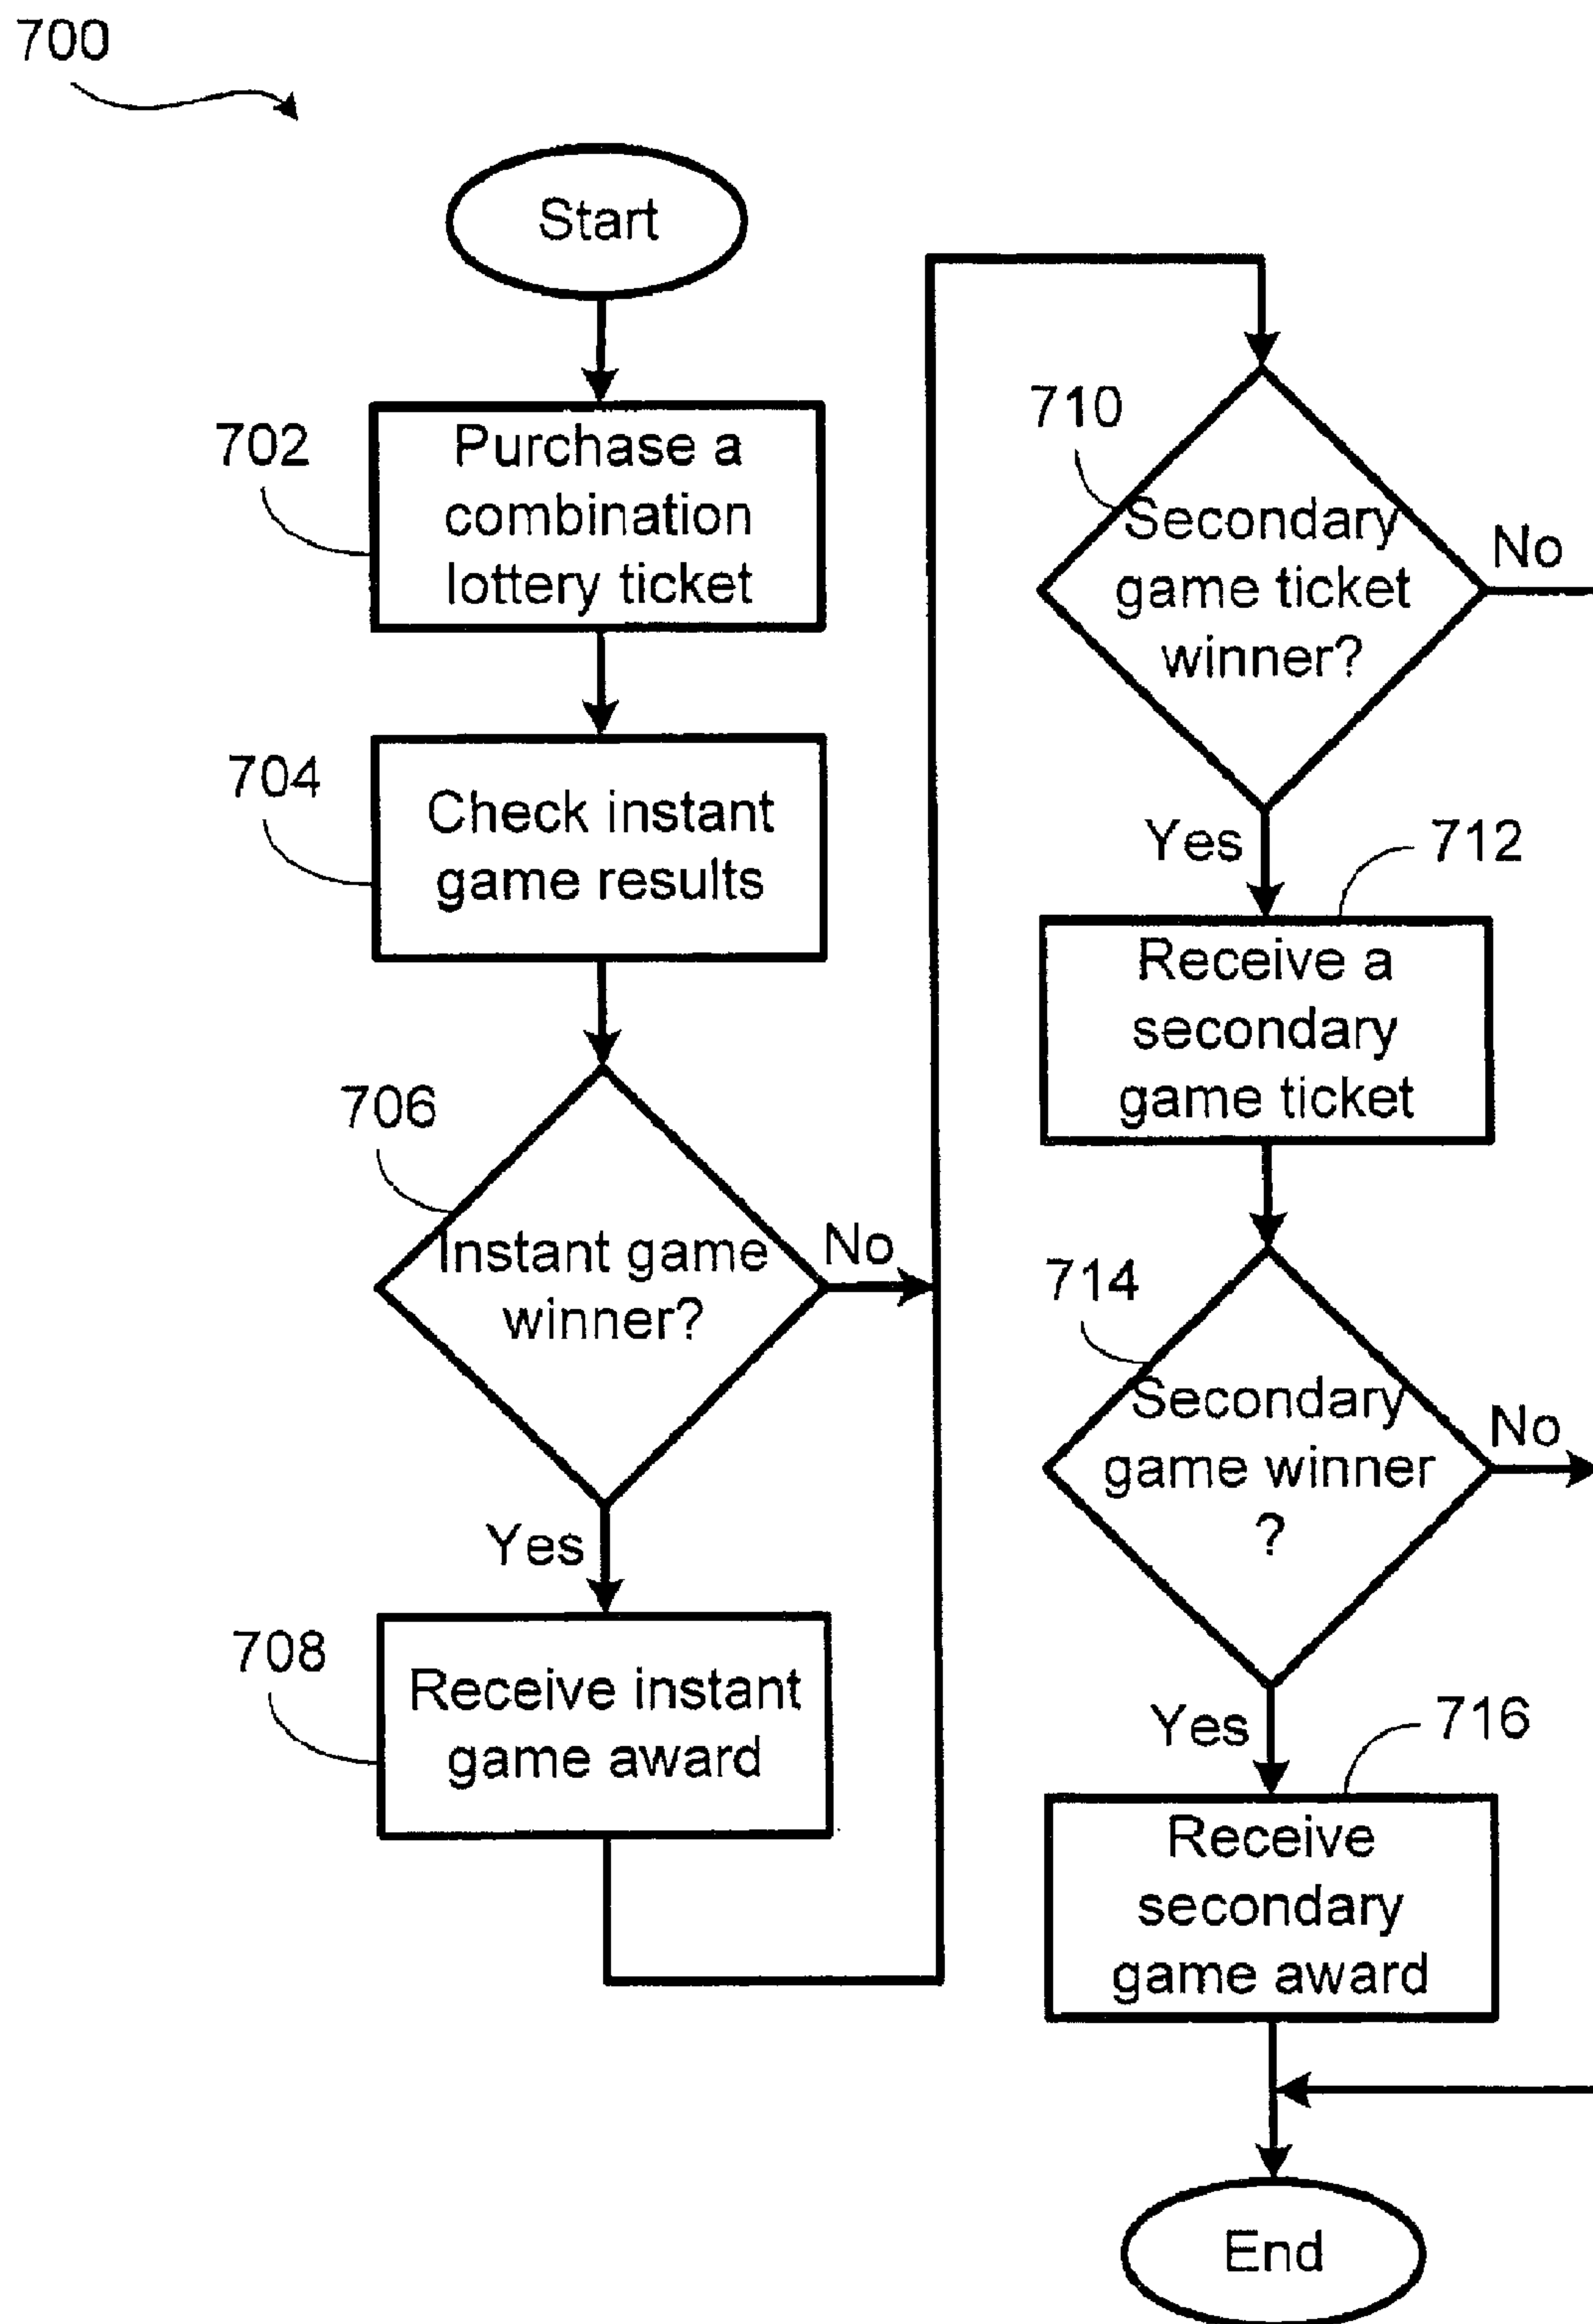 700
Start
702
Purchase a
combination
lottery ticket
704
Check instant
game results
706
Instant game
winner?
No
Yes
708
Receive instant
game award
710
Secondary
game ticket
winner?
No
Yes
712
Receive a
secondary
game ticket
714
Secondary
game winner
?
No
Yes
716
Receive
secondary
game award
End